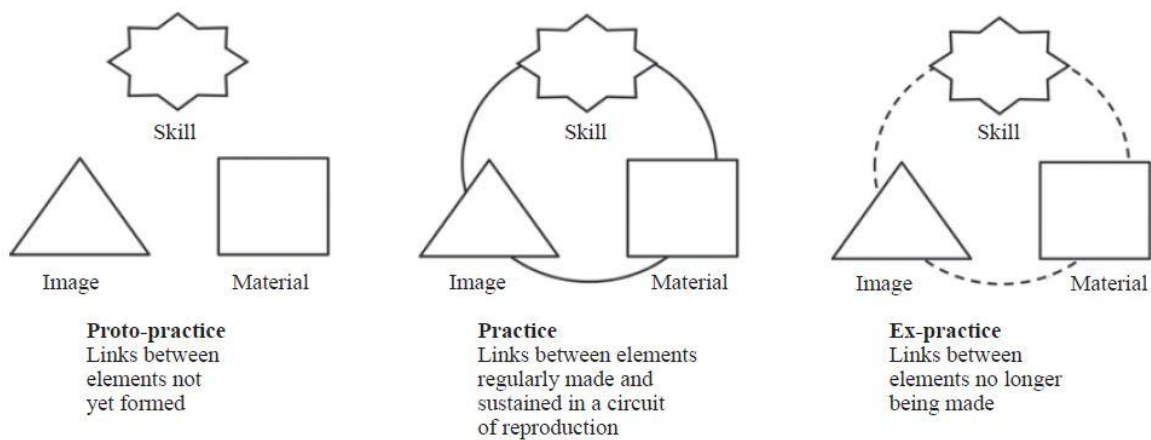 Skill
Image
Material
Proto-practice
Links between
elements not
yet formed
Skill
Image
Material
Practice
Links between elements
regularly made and
sustained in a circuit
of reproduction
Skill
Image
Material
Ex-practice
Links between
elements no longer
being made